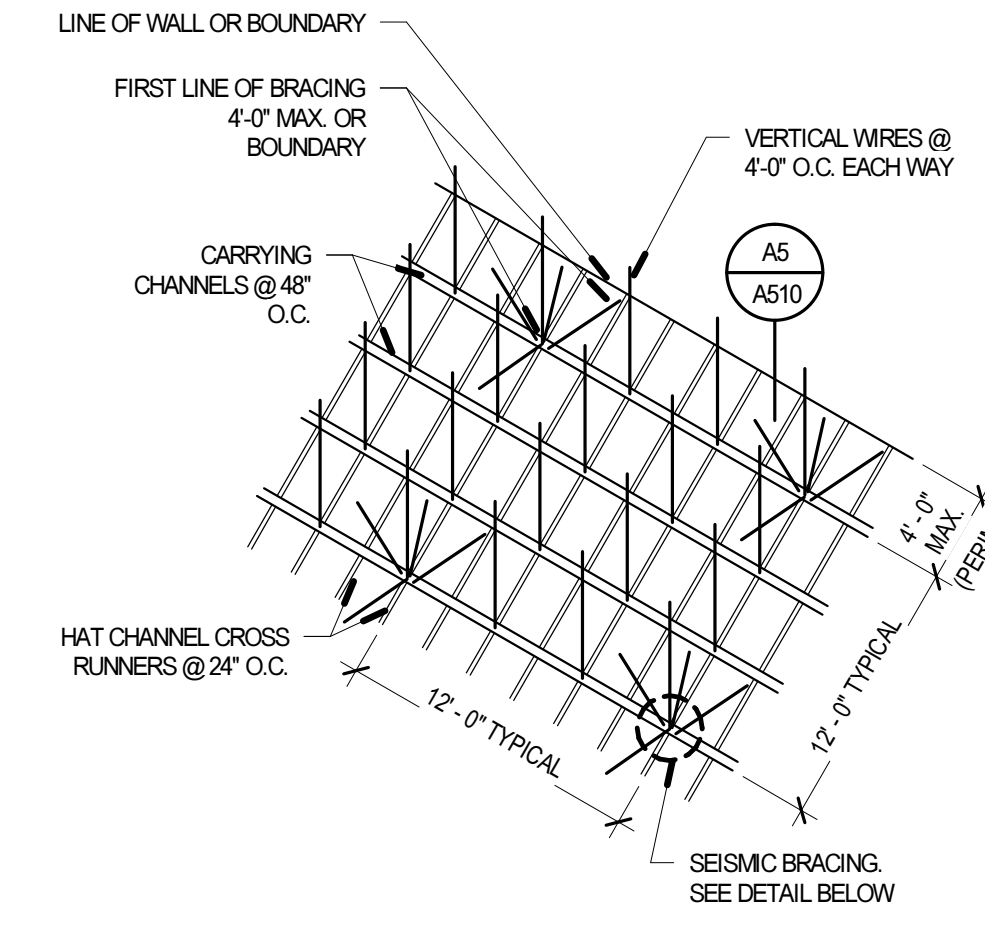 LINE OF WALL OR BOUNDARY
FIRST LINE OF BRACING
4'-0" MAX. OR
BOUNDARY
VERTICAL WIRES @
4'-0" O.C. EACH WAY
CARRYING
CHANNELS @ 48"
O.C.
A5
A510
4' - 0"
MAX.
HAT CHANNEL CROSS
RUNNERS @ 24" O.C.
12' - 0" TYPICAL
12' - 0" TYPICAL
SEISMIC BRACING.
SEE DETAIL BELOW